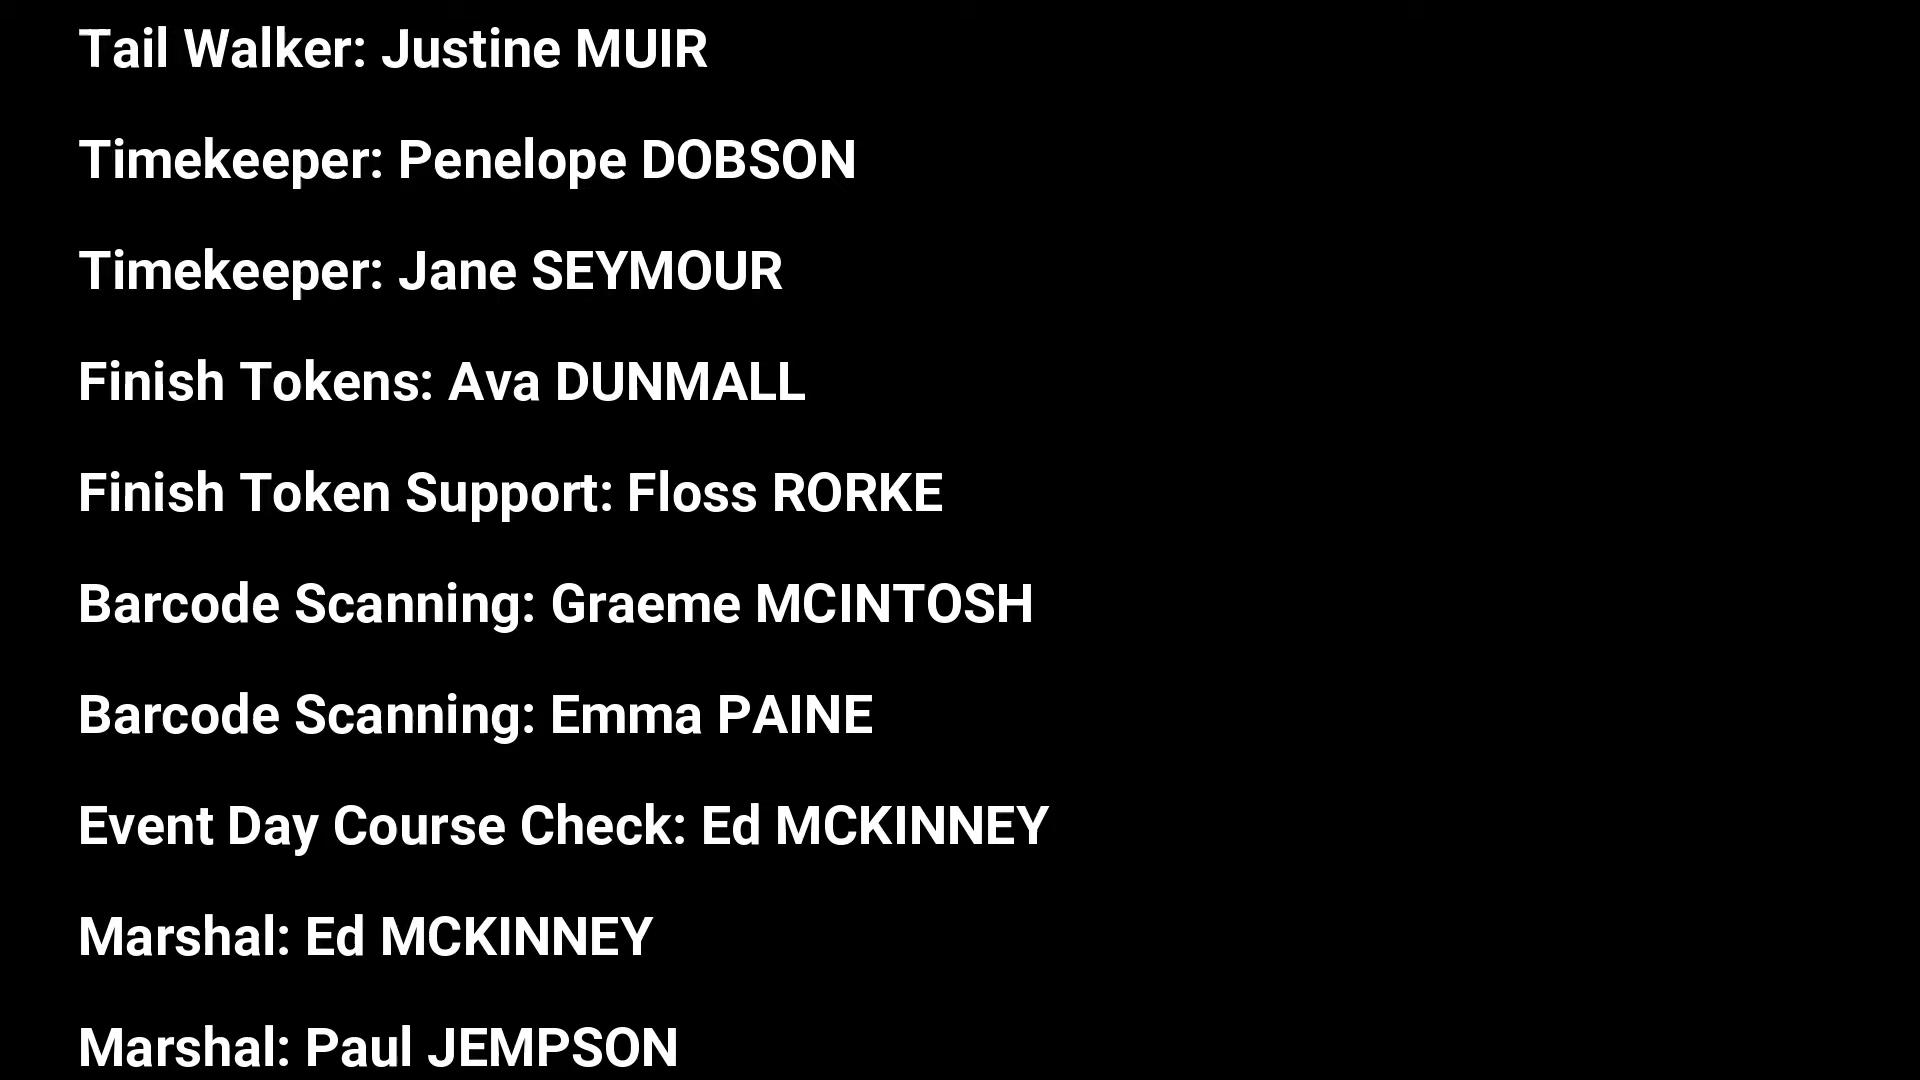 Tail Walker: Justine MUIR
Timekeeper: Penelope DOBSON
Timekeeper: Jane SEYMOUR
Finish Tokens: Ava DUNMALL
Finish Token Support: Floss RORKE
Barcode Scanning: Graeme MCINTOSH
Barcode Scanning: Emma PAINE
Event Day Course Check: Ed MCKINNEY
Marshal: Ed MCKINNEY
Marshal: Paul JEMPSON